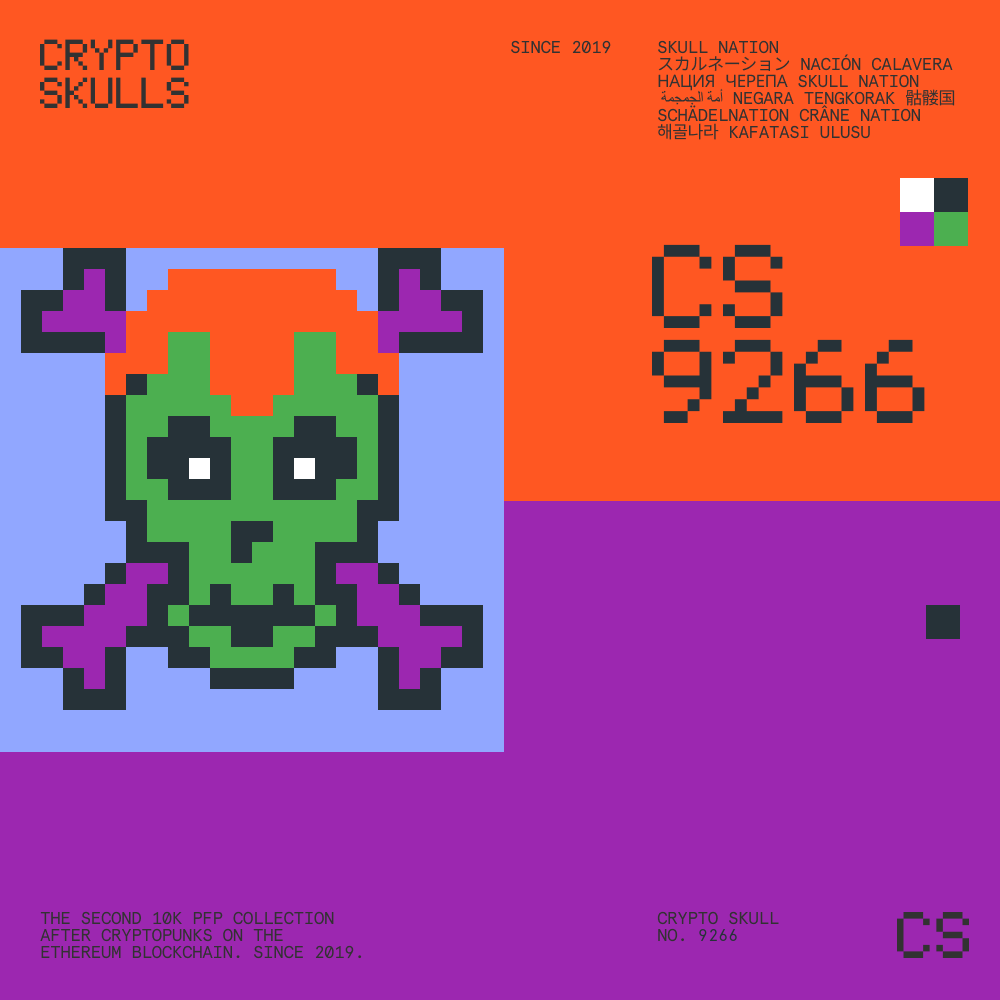 CRYPTO
SKULLS
SINCE 2019
SKULL NATION
スカルネーション NACIÓN CALAVERA
НАЦИЯ ЧЕРЕПА SKULL NATION
أمة الجمجمة NEGARA TENGKORAK 骷髅国
SCHÄDELNATION CRÂNE NATION
해골나라 KAFATASI ULUSU
CS
9266
THE SECOND 10K PFP COLLECTION
AFTER CRYPTOPUNKS ON THE
ETHEREUM BLOCKCHAIN. SINCE 2019.
CRYPTO SKULL
NO. 9266
CS